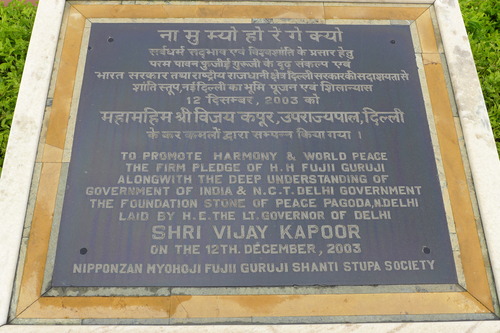 ना मु म्यो हो रें गे क्यो
सर्वधर्म सद्भाव एवं विश्वशांति के प्रसार हेतु
परम पावन फुजीई गुरूजी के दृढ़ संकल्प एवं
भारत सरकार तथा राष्ट्रीय राजधानी क्षेत्र दिल्ली सरकार की सदाशयता से
शांति स्तूप, नई दिल्ली का भूमि पूजन एवं शिलान्यास
12 दिसम्बर, 2003 को
महामहिम श्री विजय कपूर, उपराज्यपाल, दिल्ली
के कर कमलों द्वारा सम्पन्न किया गया ।
TO PROMOTE HARMONY & WORLD PEACE
THE FIRM PLEDGE OF H.H FUJII GURUJI
ALONGWITH THE DEEP UNDERSTANDING OF
GOVERNMENT OF INDIA & N.C.T. DELHI GOVERNMENT
THE FOUNDATION STONE OF PEACE PAGODA,N.DELHI
LAID BY H.E. THE LT. GOVERNOR OF DELHI
SHRI VIJAY KAPOOR
ON THE 12TH. DECEMBER, 2003
NIPPONZAN MYOHOJI FUJII GURUJI SHANTI STUPA SOCIETY